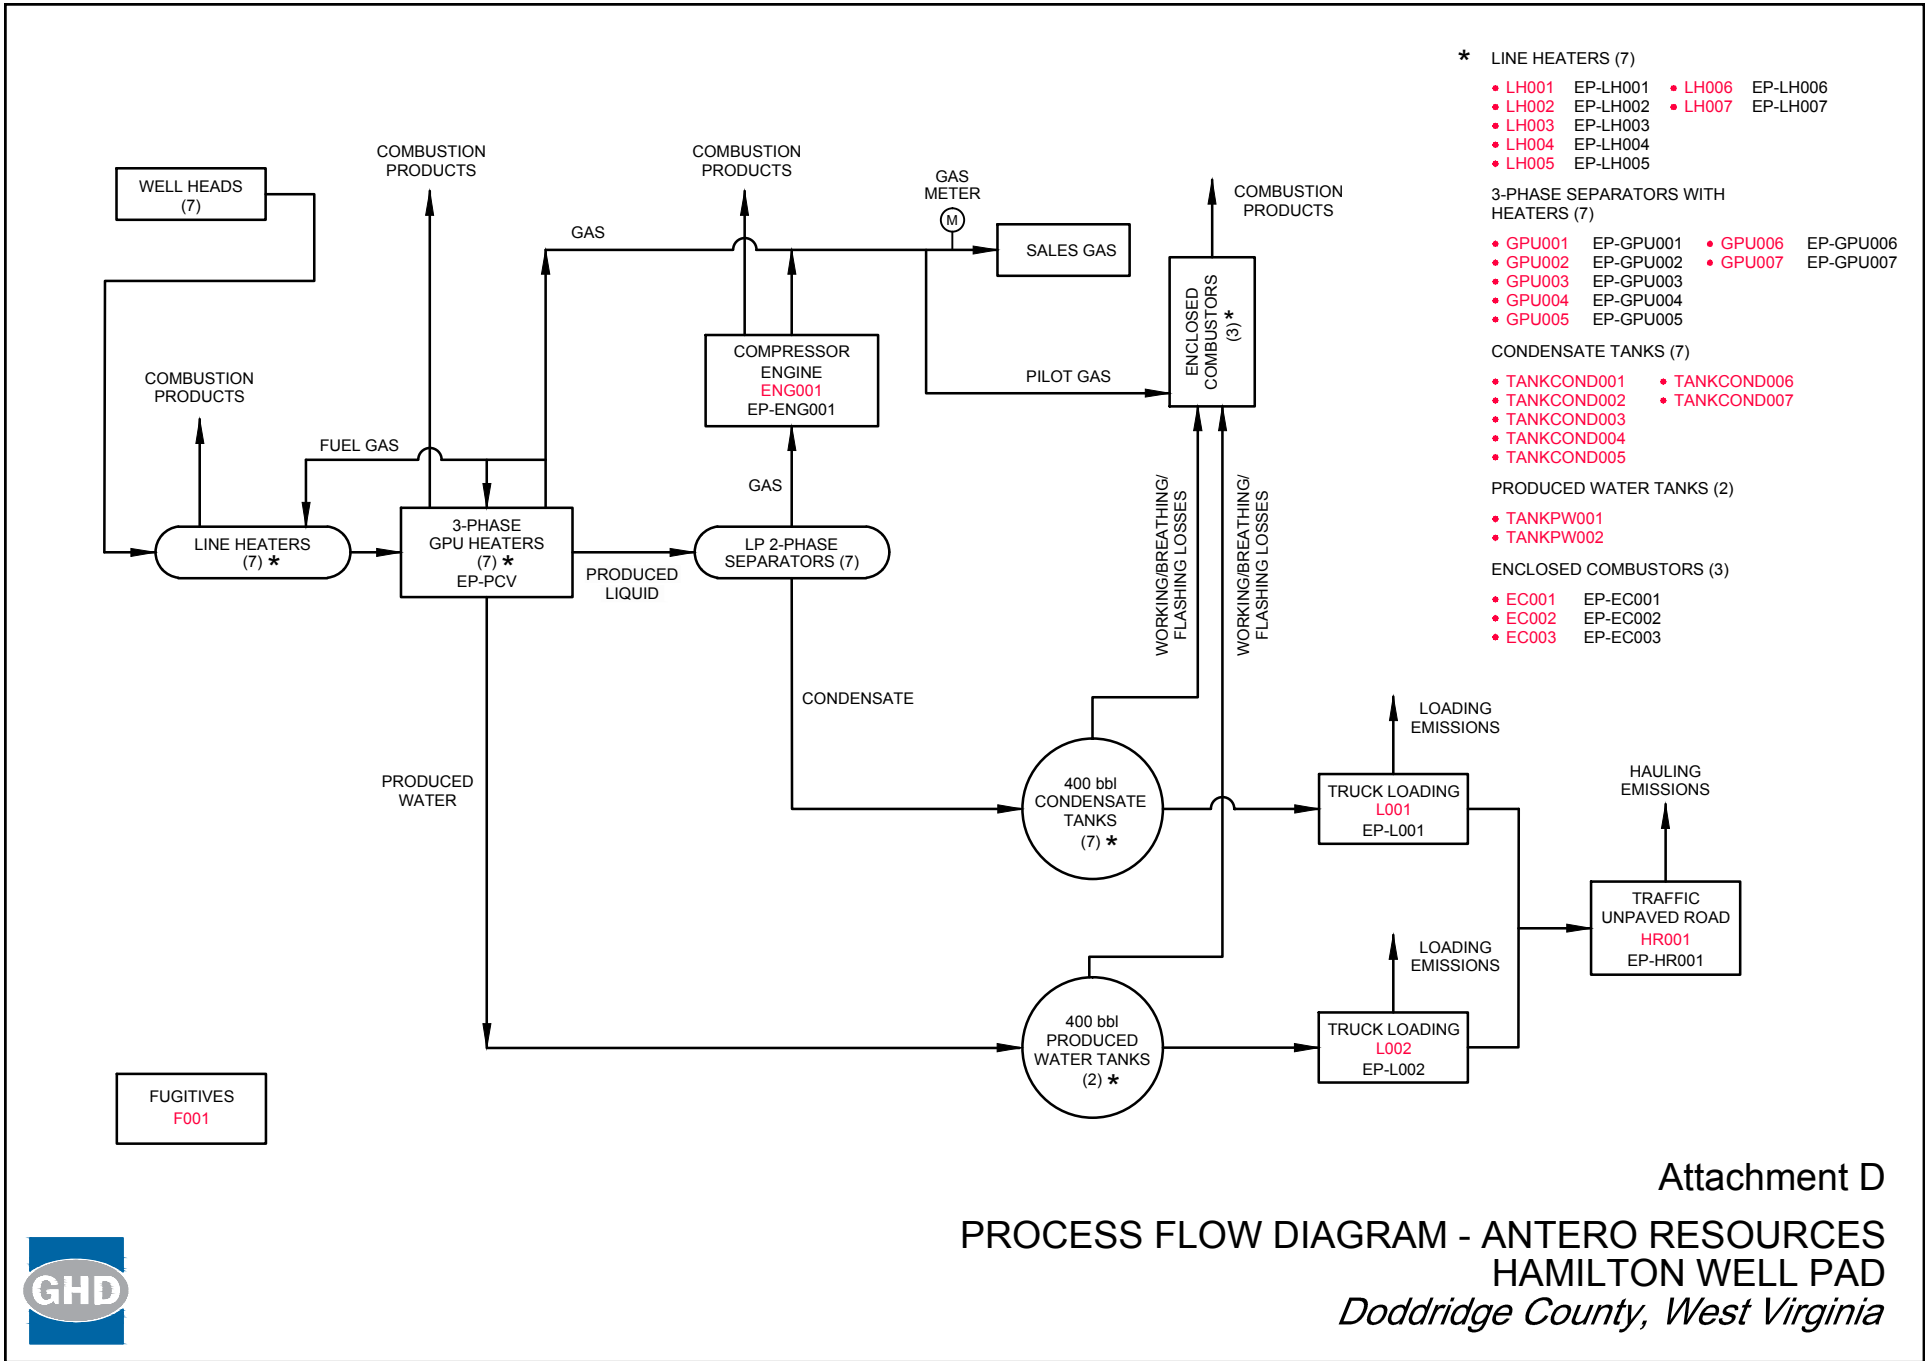 * LINE HEATERS (7)
• LH001 EP-LH001 • LH006 EP-LH006
• LH002 EP-LH002 • LH007 EP-LH007
• LH003 EP-LH003
• LH004 EP-LH004
• LH005 EP-LH005
3-PHASE SEPARATORS WITH
HEATERS (7)
• GPU001 EP-GPU001 • GPU006 EP-GPU006
• GPU002 EP-GPU002 • GPU007 EP-GPU007
• GPU003 EP-GPU003
• GPU004 EP-GPU004
• GPU005 EP-GPU005
CONDENSATE TANKS (7)
• TANKCOND001 • TANKCOND006
• TANKCOND002 • TANKCOND007
• TANKCOND003
• TANKCOND004
• TANKCOND005
PRODUCED WATER TANKS (2)
• TANKPW001
• TANKPW002
ENCLOSED COMBUSTORS (3)
• EC001 EP-EC001
• EC002 EP-EC002
• EC003 EP-EC003
WELL HEADS
(7)
COMBUSTION
PRODUCTS
COMBUSTION
PRODUCTS
GAS
METER
M
COMBUSTION
PRODUCTS
GAS
SALES GAS
ENCLOSED
COMBUSTORS
(3) *
COMPRESSOR
ENGINE
ENG001
EP-ENG001
PILOT GAS
COMBUSTION
PRODUCTS
FUEL GAS
GAS
LINE HEATERS
(7) *
3-PHASE
GPU HEATERS
(7) *
EP-PCV
PRODUCED
LIQUID
LP 2-PHASE
SEPARATORS (7)
WORKING/BREATHING/
FLASHING LOSSES
WORKING/BREATHING/
FLASHING LOSSES
CONDENSATE
PRODUCED
WATER
400 bbl
CONDENSATE
TANKS
(7) *
LOADING
EMISSIONS
TRUCK LOADING
L001
EP-L001
HAULING
EMISSIONS
TRAFFIC
UNPAVED ROAD
HR001
EP-HR001
LOADING
EMISSIONS
400 bbl
PRODUCED
WATER TANKS
(2) *
TRUCK LOADING
L002
EP-L002
FUGITIVES
F001
Attachment D
PROCESS FLOW DIAGRAM - ANTERO RESOURCES
HAMILTON WELL PAD
Doddridge County, West Virginia
GHD